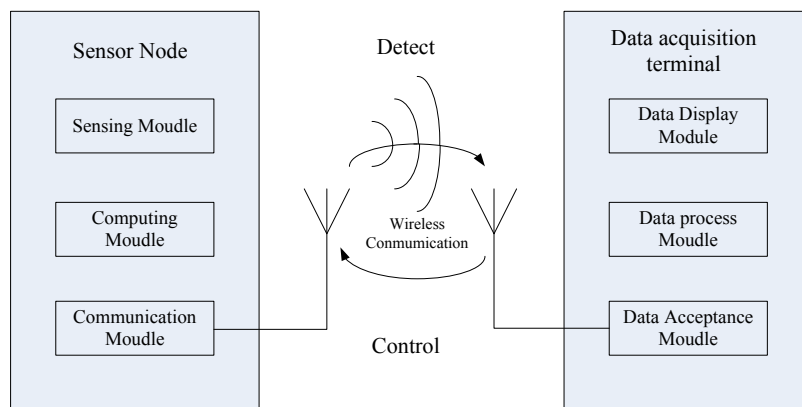 Sensor Node
Sensing Moudle
Computing
Moudle
Communication
Moudle
Detect
Wireless
Conmumication
Control
Data acquisition
terminal
Data Display
Module
Data process
Moudle
Data Acceptance
Moudle